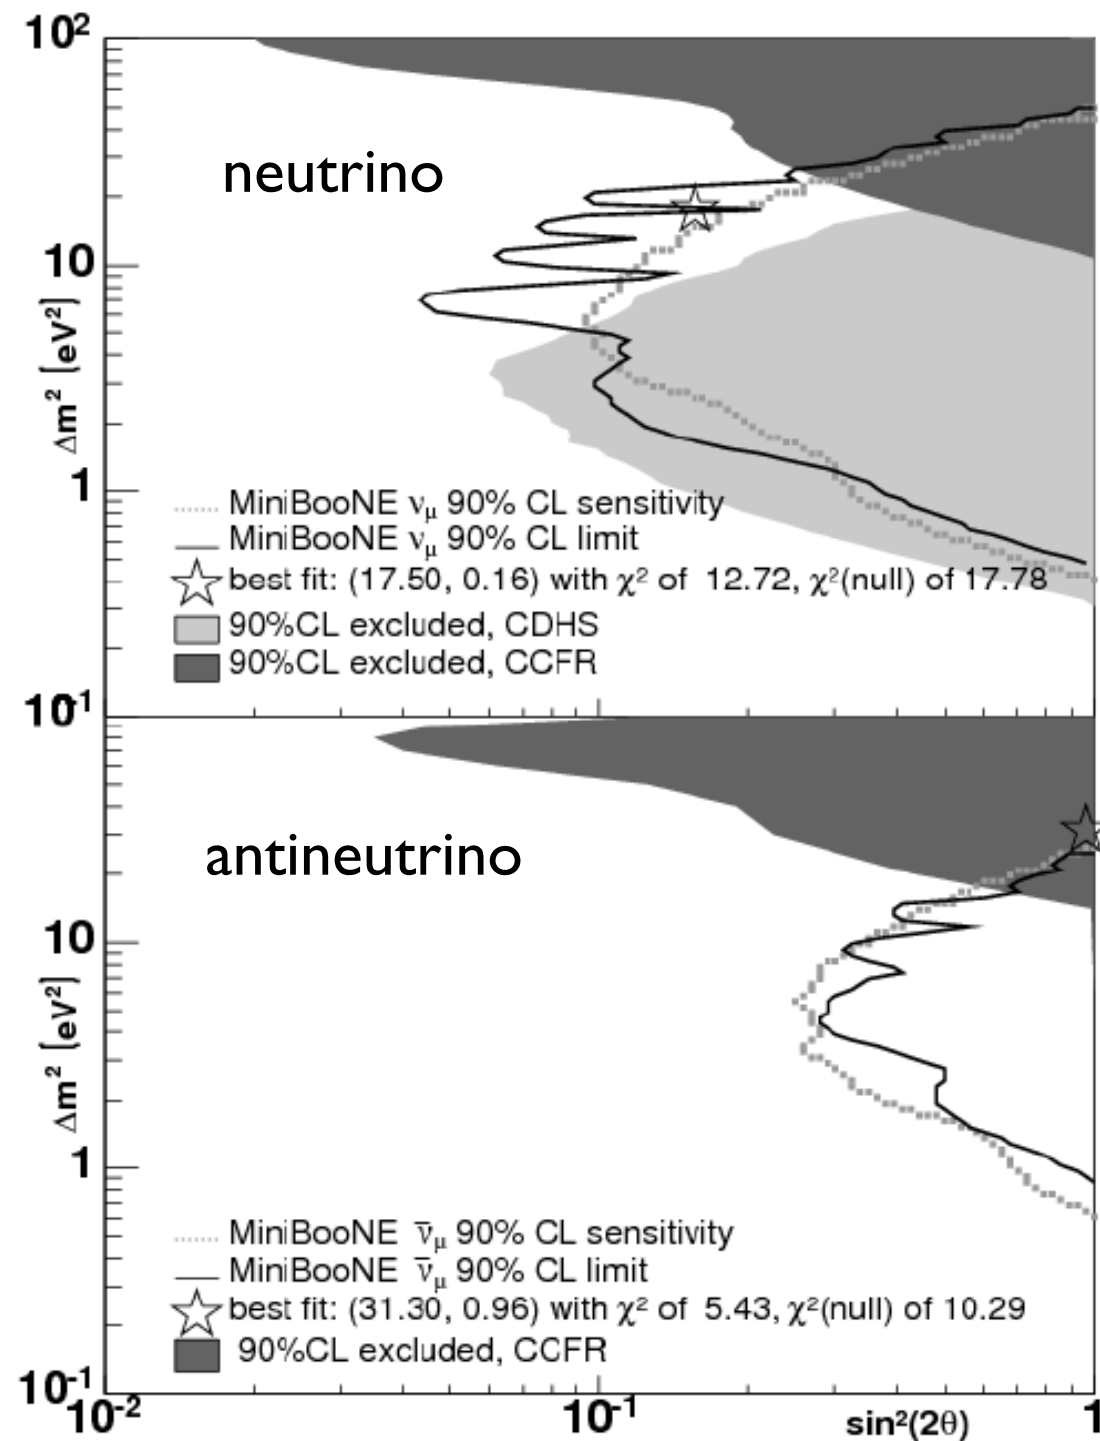 10²
neutrino
10
Δm² [eV²]
1
MiniBooNE νμ 90% CL sensitivity
MiniBooNE νμ 90% CL limit
best fit: (17.50, 0.16) with χ² of 12.72, χ²(null) of 17.78
90%CL excluded, CDHS
90%CL excluded, CCFR
10⁻¹
antineutrino
10
Δm² [eV²]
1
MiniBooNE ν̄μ 90% CL sensitivity
MiniBooNE ν̄μ 90% CL limit
best fit: (31.30, 0.96) with χ² of 5.43, χ²(null) of 10.29
90%CL excluded, CCFR
10⁻¹
10⁻² 10⁻¹ sin²(2θ) 1